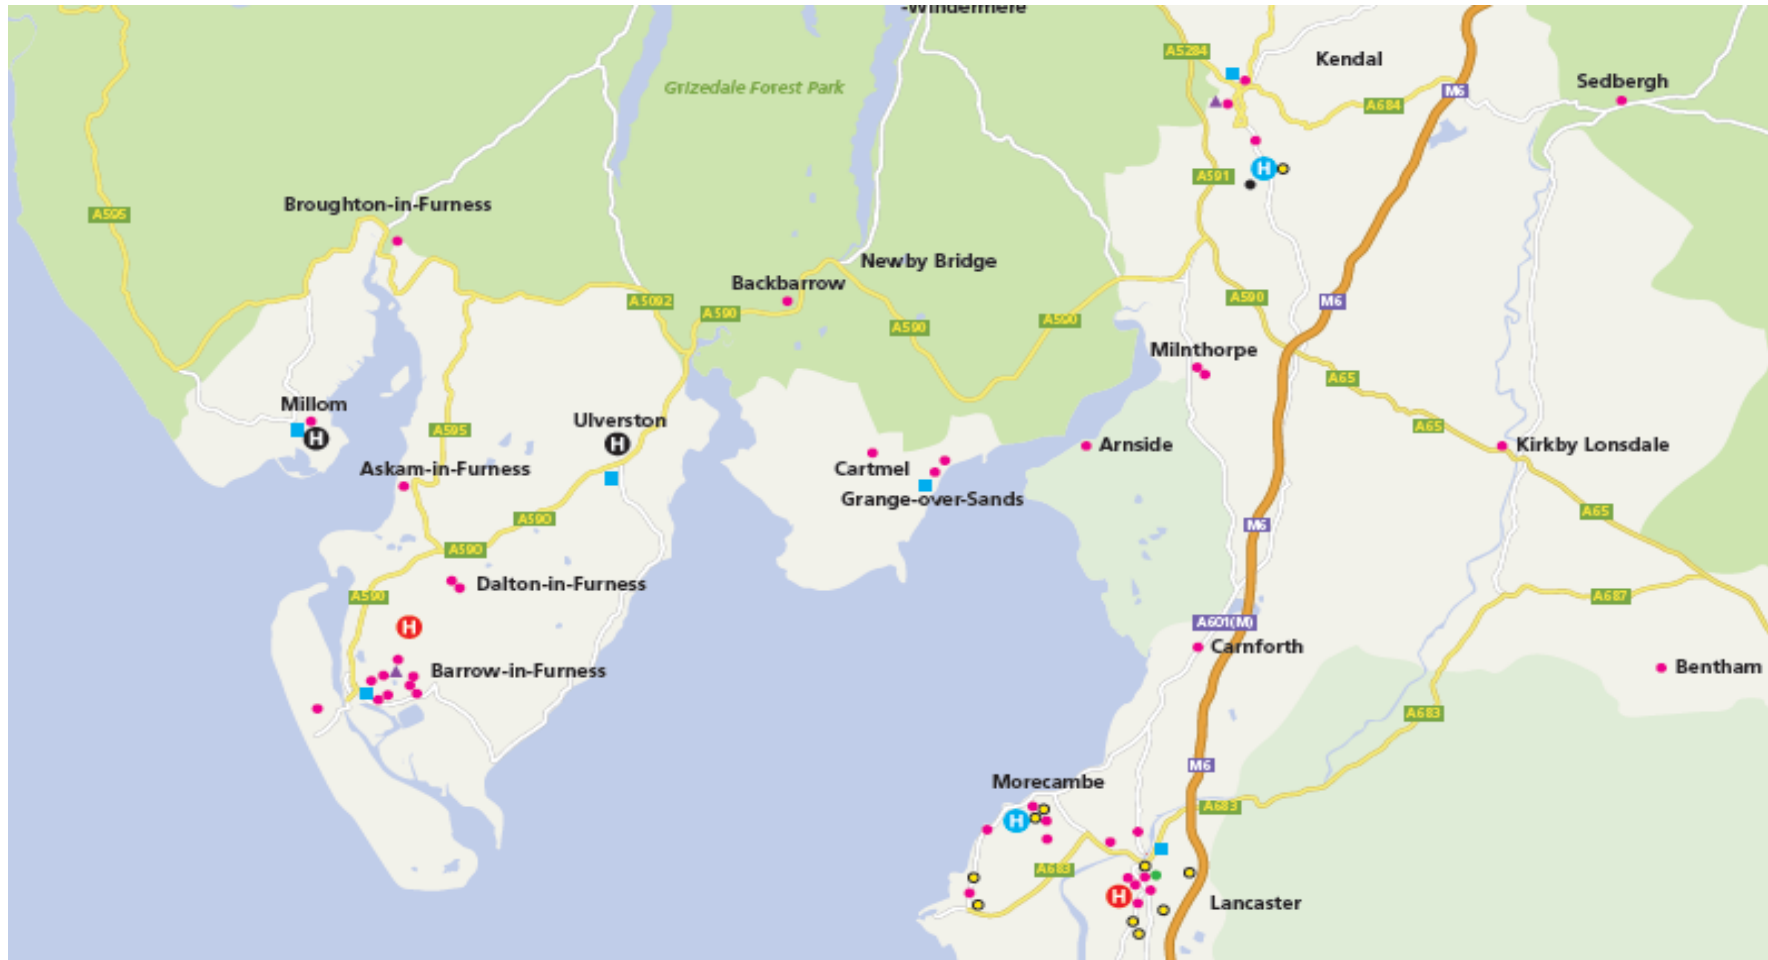 -Windermere
A5284
Kendal
Grizedale Forest Park
Sedbergh
M6
A684
A591
Broughton-in-Furness
A595
Newby Bridge
Backbarrow
A5092
A590
A590
A590
A590
M6
Milnthorpe
A65
Millom
H
Ulverston
H
A595
A65
Arnside
Kirkby Lonsdale
Askam-in-Furness
Cartmel
Grange-over-Sands
A590
A65
M6
A590
Dalton-in-Furness
A590
A687
H
A601(M)
Carnforth
Barrow-in-Furness
Bentham
A683
M6
Morecambe
A683
H
A683
H
Lancaster
H